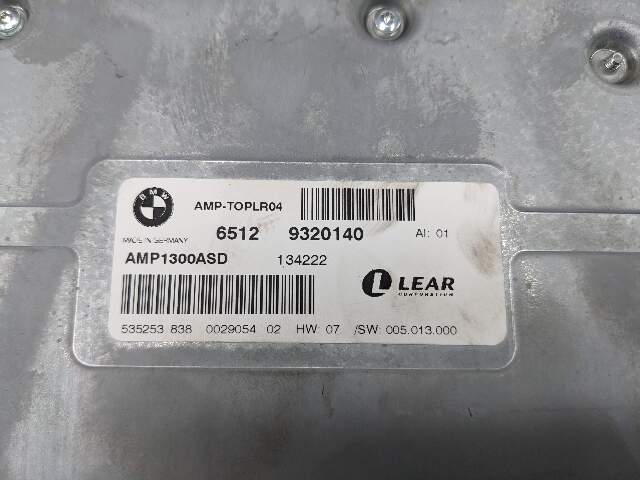 BMW
AMP-TOPLR04
6512 9320140 AI: 01
MADE IN GERMANY
AMP1300ASD 134222
LEAR
CORPORATION
535253 838 0029054 02 HW: 07 /SW: 005.013.000